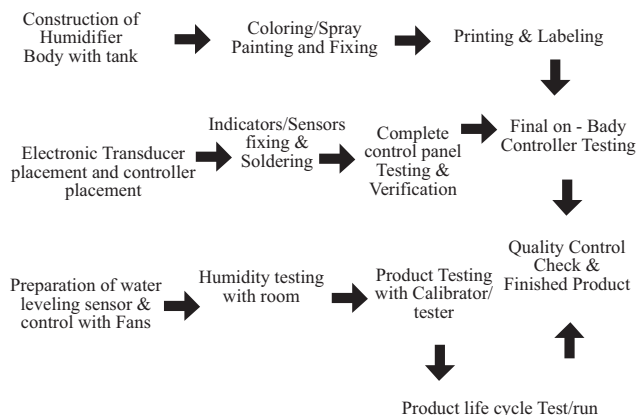 Construction of
Humidifier
Body with tank
Coloring/Spray
Painting and Fixing
Printing & Labeling
Electronic Transducer
placement and controller
placement
Indicators/Sensors
fixing &
Soldering
Complete
control panel
Testing &
Verification
Final on - Bady
Controller Testing
Preparation of water
leveling sensor &
control with Fans
Humidity testing
with room
Product Testing
with Calibrator/
tester
Quality Control
Check &
Finished Product
Product life cycle Test/run